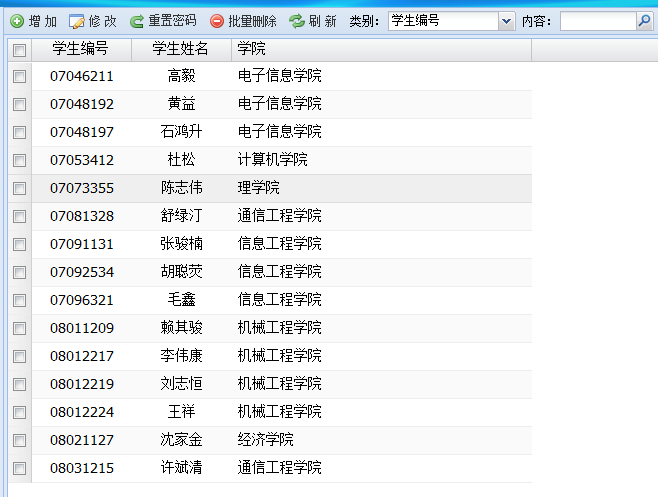 增 加 修 改 重置密码 批量删除 刷 新 类别: 学生编号 内容:
学生编号 学生姓名 学院
07046211 高毅 电子信息学院
07048192 黄益 电子信息学院
07048197 石鸿升 电子信息学院
07053412 杜松 计算机学院
07073355 陈志伟 理学院
07081328 舒绿汀 通信工程学院
07091131 张骏楠 信息工程学院
07092534 胡聪荧 信息工程学院
07096321 毛鑫 信息工程学院
08011209 赖其骏 机械工程学院
08012217 李伟康 机械工程学院
08012219 刘志恒 机械工程学院
08012224 王祥 机械工程学院
08021127 沈家金 经济学院
08031215 许斌清 通信工程学院